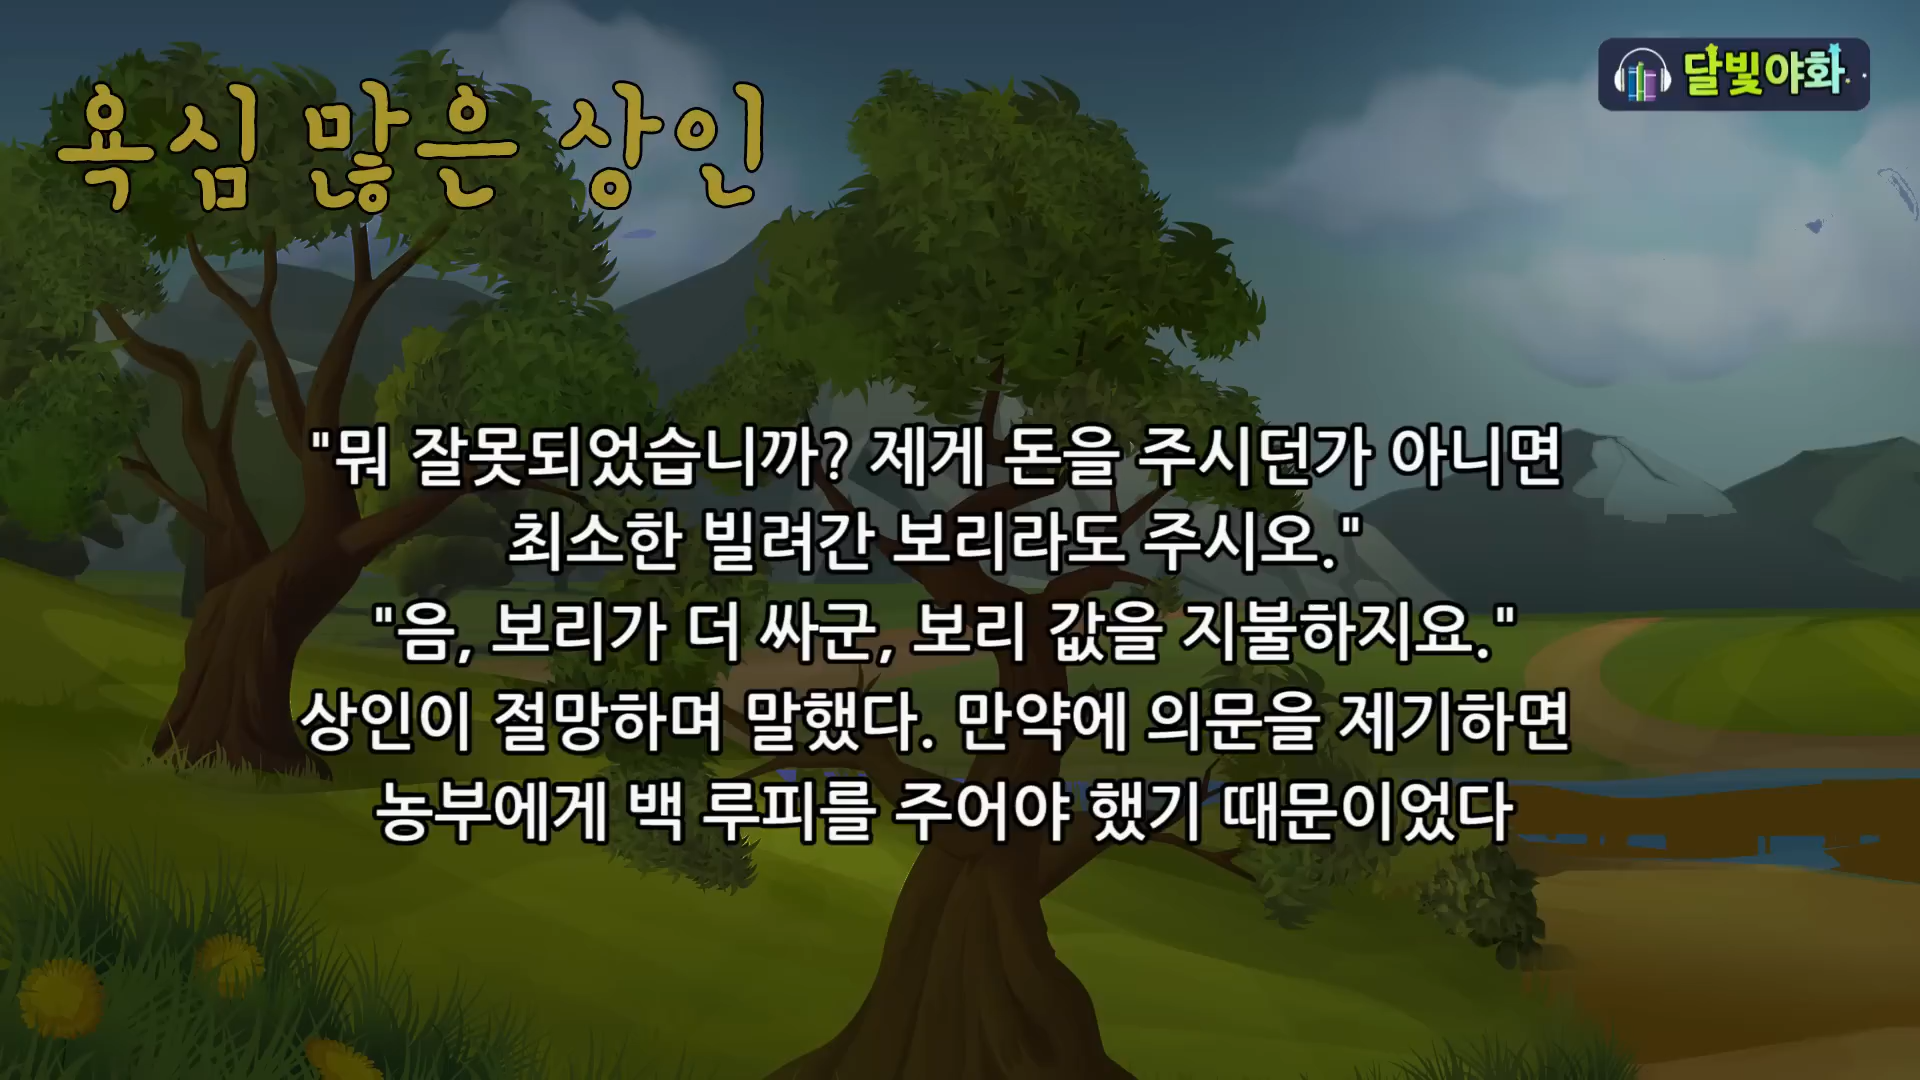 욕심 많은 상인
달빛야화
"뭐 잘못되었습니까? 제게 돈을 주시던가 아니면
최소한 빌려간 보리라도 주시오."
"음, 보리가 더 싸군, 보리 값을 지불하지요."
상인이 절망하며 말했다. 만약에 의문을 제기하면
농부에게 백 루피를 주어야 했기 때문이었다